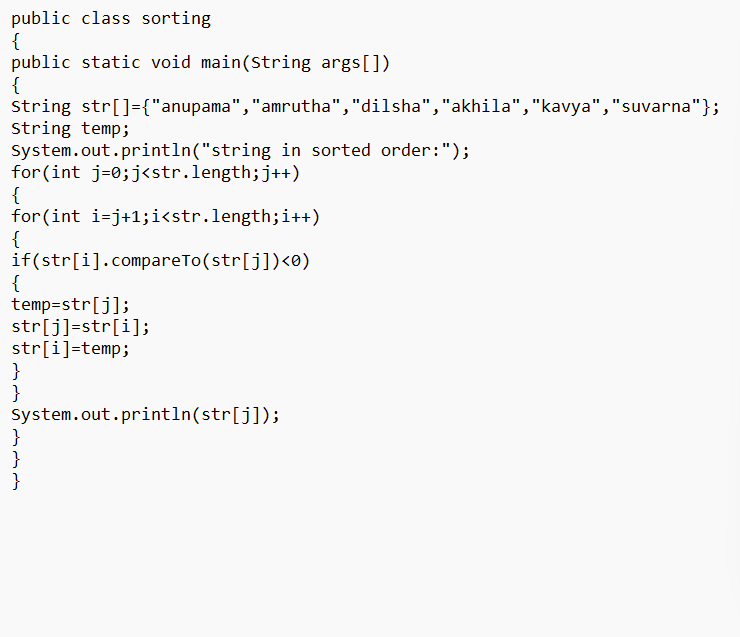 public class sorting
{
public static void main(String args[])
{
String str[]={"anupama","amrutha","dilsha","akhila","kavya","suvarna"};
String temp;
System.out.println("string in sorted order:");
for(int j=0;j<str.length;j++)
{
for(int i=j+1;i<str.length;i++)
{
if(str[i].compareTo(str[j])<0)
{
temp=str[j];
str[j]=str[i];
str[i]=temp;
}
}
System.out.println(str[j]);
}
}
}